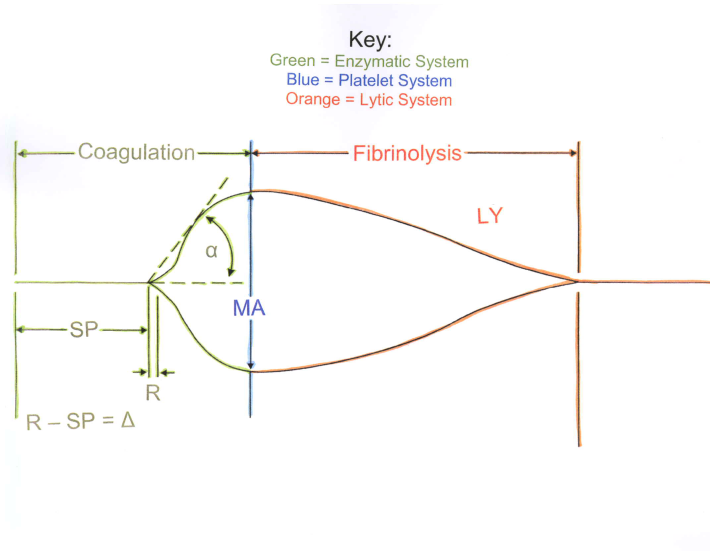 Key:
Green = Enzymatic System
Blue = Platelet System
Orange = Lytic System
Coagulation
Fibrinolysis
LY
α
MA
SP
R
R – SP = Δ